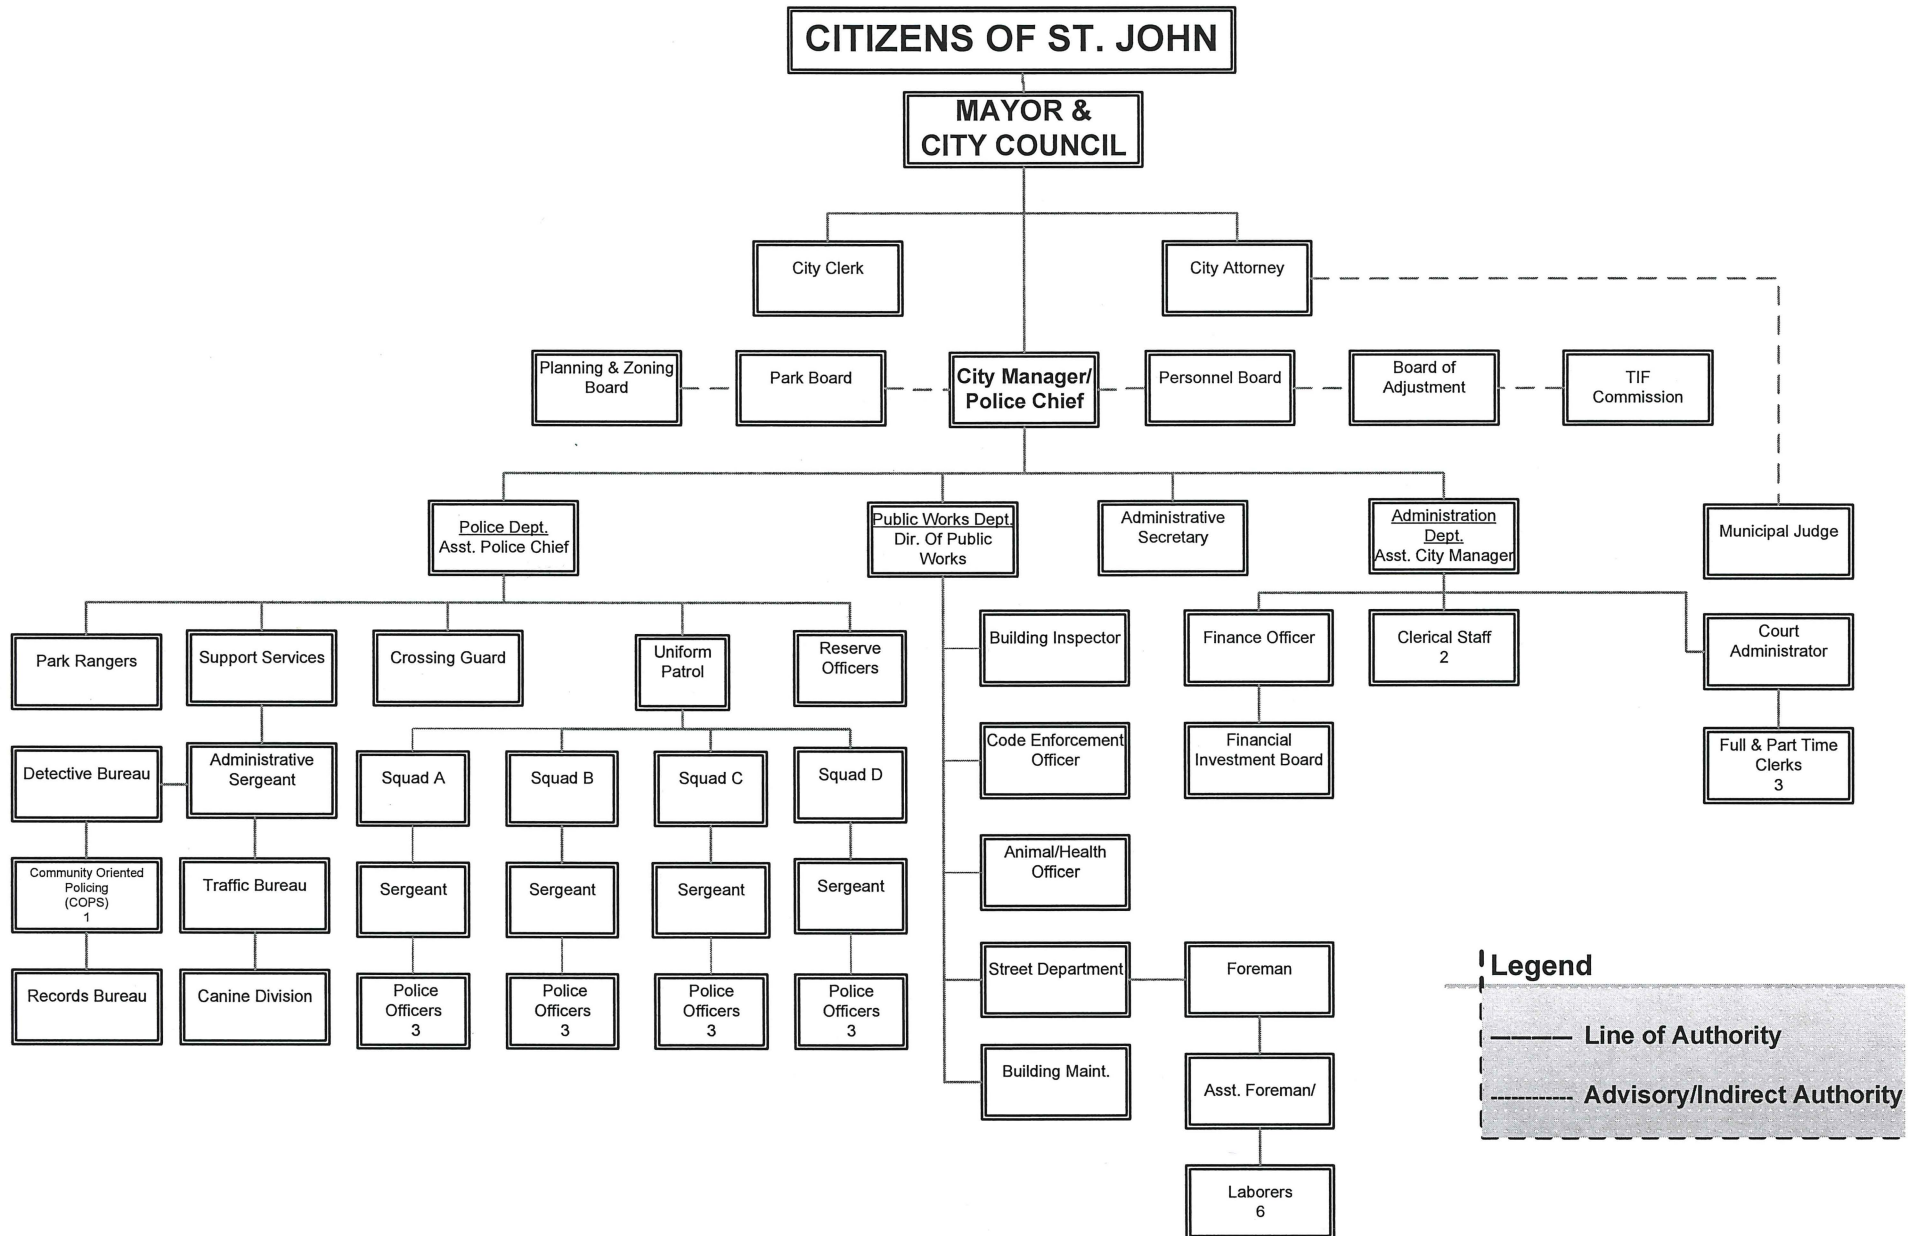 CITIZENS OF ST. JOHN
MAYOR &
CITY COUNCIL
City Clerk
City Attorney
Planning & Zoning
Board
Park Board
City Manager/
Police Chief
Personnel Board
Board of
Adjustment
TIF
Commission
Police Dept.
Asst. Police Chief
Public Works Dept.
Dir. Of Public
Works
Administrative
Secretary
Administration
Dept.
Asst. City Manager
Municipal Judge
Park Rangers
Support Services
Crossing Guard
Uniform
Patrol
Reserve
Officers
Building Inspector
Finance Officer
Clerical Staff
2
Court
Administrator
Detective Bureau
Administrative
Sergeant
Squad A
Squad B
Squad C
Squad D
Code Enforcement
Officer
Financial
Investment Board
Full & Part Time
Clerks
3
Community Oriented
Policing
(COPS)
1
Traffic Bureau
Sergeant
Sergeant
Sergeant
Sergeant
Animal/Health
Officer
Records Bureau
Canine Division
Police
Officers
3
Police
Officers
3
Police
Officers
3
Police
Officers
3
Street Department
Foreman
Building Maint.
Asst. Foreman/
Laborers
6
Legend
Line of Authority
Advisory/Indirect Authority